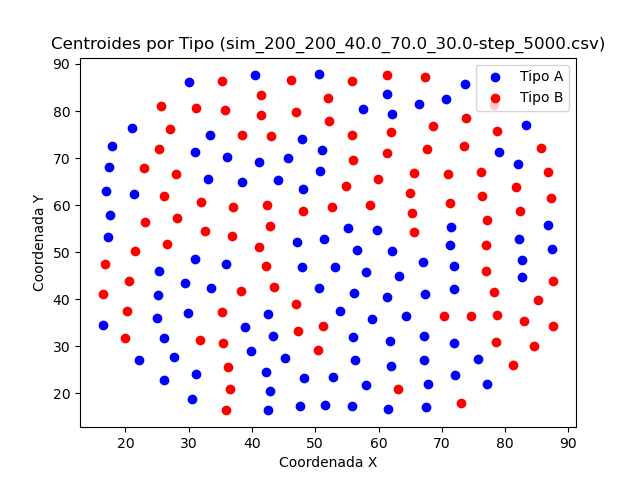 Centroides por Tipo (sim_200_200_40.0_70.0_30.0-step_5000.csv)
Tipo A
Tipo B
90
80
70
60
50
40
30
20
Coordenada Y
20 30 40 50 60 70 80 90
Coordenada X